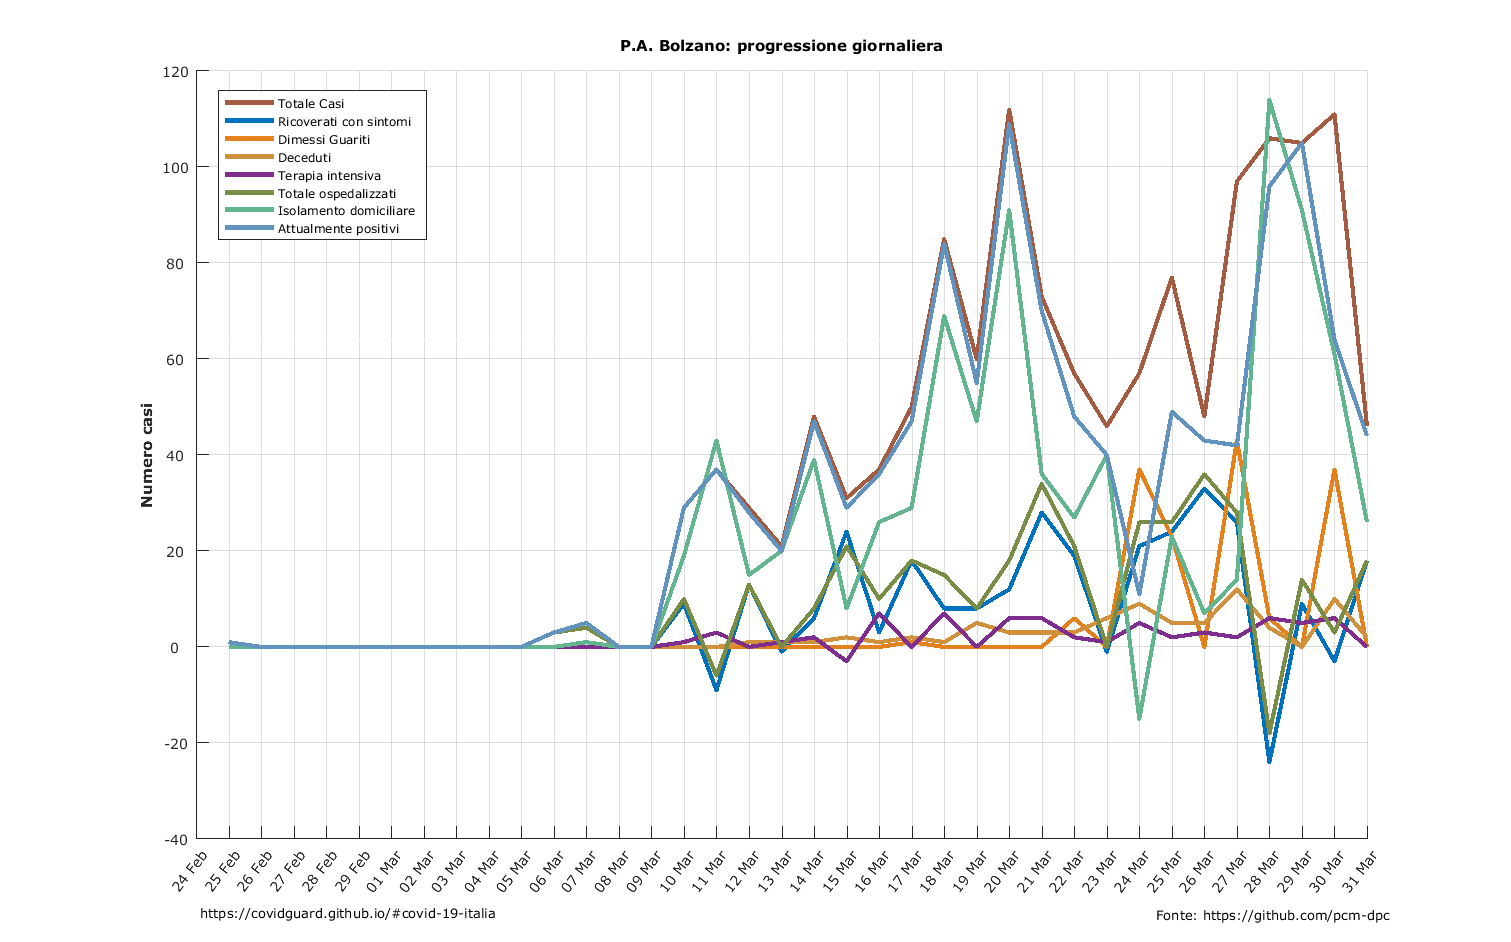 P.A. Bolzano: progressione giornaliera
120
100
80
60
40
20
0
-20
-40
Numero casi
Totale Casi
Ricoverati con sintomi
Dimessi Guariti
Deceduti
Terapia intensiva
Totale ospedalizzati
Isolamento domiciliare
Attualmente positivi
24 Feb
25 Feb
26 Feb
27 Feb
28 Feb
29 Feb
01 Mar
02 Mar
03 Mar
04 Mar
05 Mar
06 Mar
07 Mar
08 Mar
09 Mar
10 Mar
11 Mar
12 Mar
13 Mar
14 Mar
15 Mar
16 Mar
17 Mar
18 Mar
19 Mar
20 Mar
21 Mar
22 Mar
23 Mar
24 Mar
25 Mar
26 Mar
27 Mar
28 Mar
29 Mar
30 Mar
31 Mar
https://covidguard.github.io/#covid-19-italia
Fonte: https://github.com/pcm-dpc